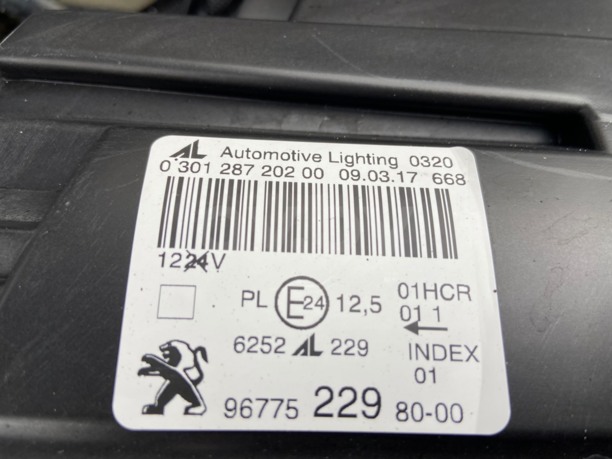 AL Automotive Lighting 0320
0 301 287 202 00 09.03.17 668
1224V
PL E24 12,5 01HCR
01 1
6252 AL 229 INDEX
01
96775 229 80-00